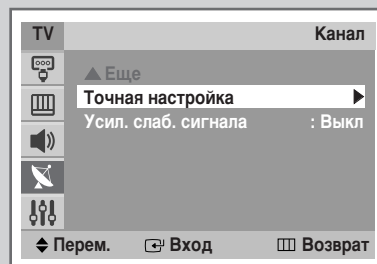 TV Канал
▲ Еще
Точная настройка ▶
Усил. слаб. сигнала : Выкл
Перем. Вход Возврат